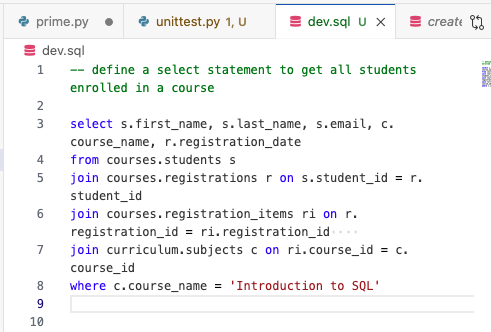 prime.py
unittest.py 1, U
dev.sql U
create
dev.sql
1 -- define a select statement to get all students
enrolled in a course
2
3 select s.first_name, s.last_name, s.email, c.
course_name, r.registration_date
4 from courses.students s
5 join courses.registrations r on s.student_id = r.
student_id
6 join courses.registration_items ri on r.
registration_id = ri.registration_id····
7 join curriculum.subjects c on ri.course_id = c.
course_id
8 where c.course_name = 'Introduction to SQL'
9
10